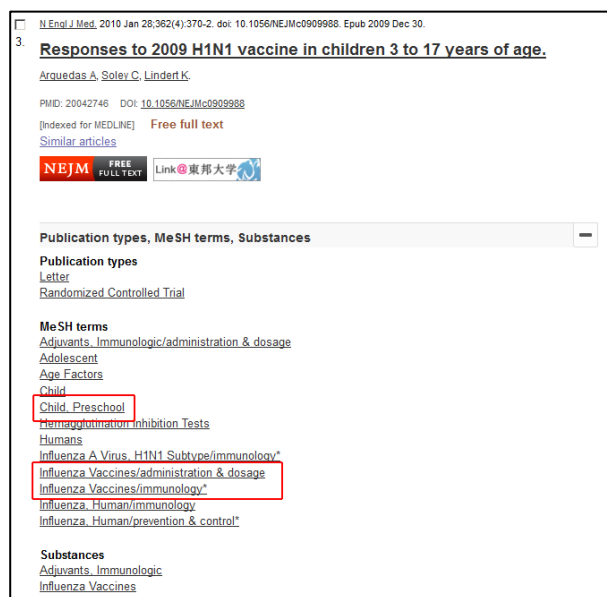 N Engl J Med. 2010 Jan 28;362(4):370-2. doi: 10.1056/NEJMc0909988. Epub 2009 Dec 30.
3.
Responses to 2009 H1N1 vaccine in children 3 to 17 years of age.
Arguedas A, Soley C, Lindert K.
PMID: 20042746 DOI: 10.1056/NEJMc0909988
[Indexed for MEDLINE] Free full text
Similar articles
NEJM FREE FULL TEXT Link@東邦大学
Publication types, MeSH terms, Substances
Publication types
Letter
Randomized Controlled Trial
MeSH terms
Adjuvants, Immunologic/administration & dosage
Adolescent
Age Factors
Child
Child, Preschool
Hemagglutination Inhibition Tests
Humans
Influenza A Virus, H1N1 Subtype/immunology*
Influenza Vaccines/administration & dosage
Influenza Vaccines/immunology*
Influenza, Human/immunology
Influenza, Human/prevention & control*
Substances
Adjuvants, Immunologic
Influenza Vaccines